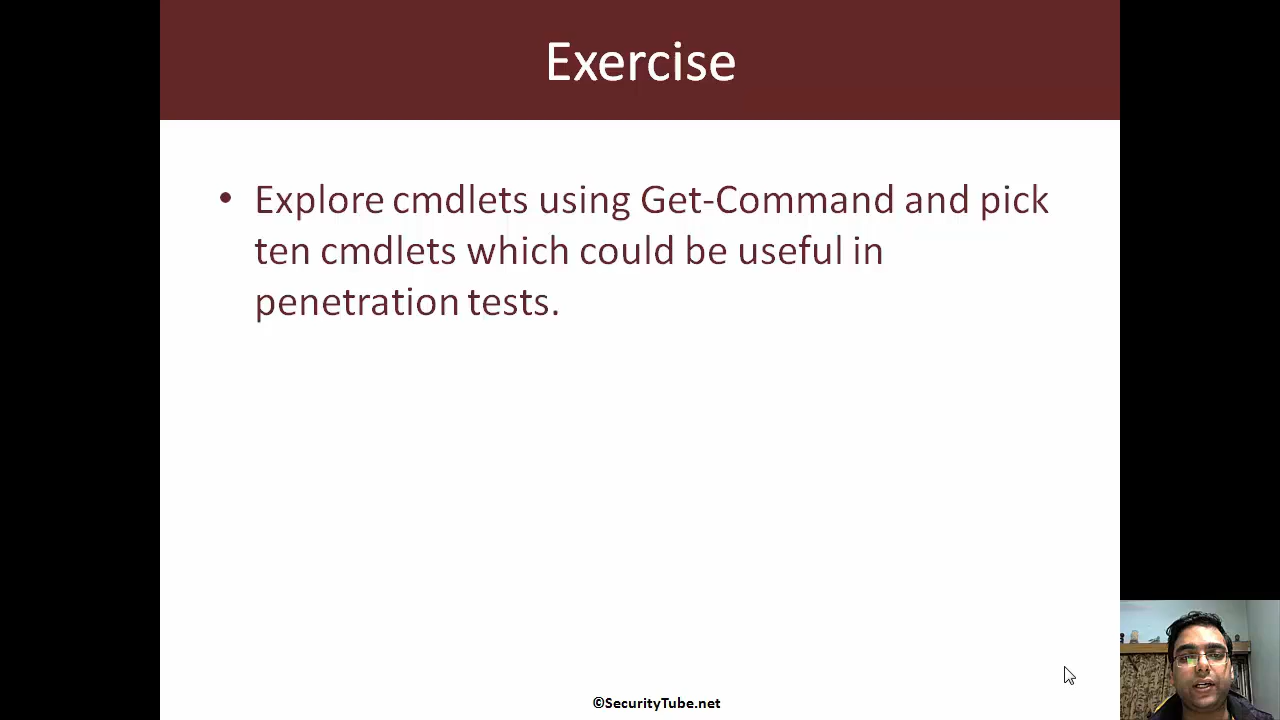 Exercise
• Explore cmdlets using Get-Command and pick
ten cmdlets which could be useful in
penetration tests.
©SecurityTube.net